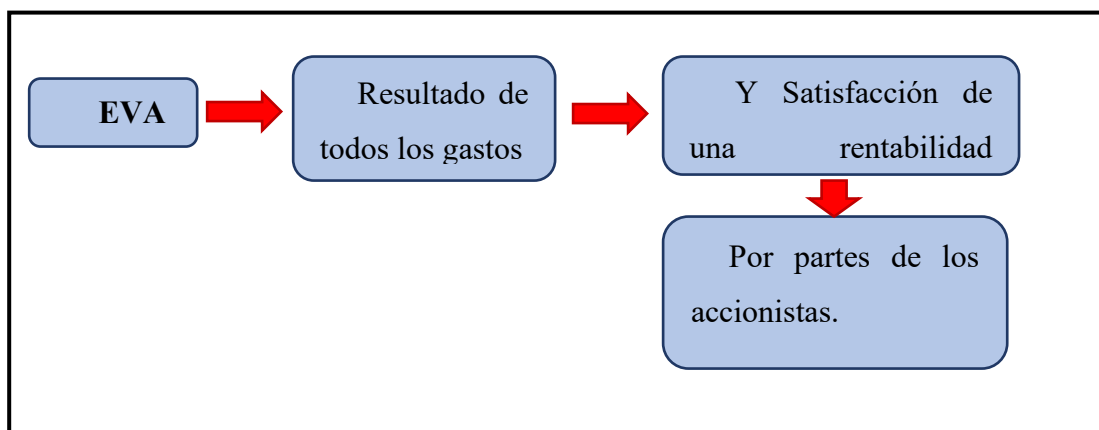 EVA
Resultado de
todos los gastos
Y Satisfacción de
una rentabilidad
Por partes de los
accionistas.